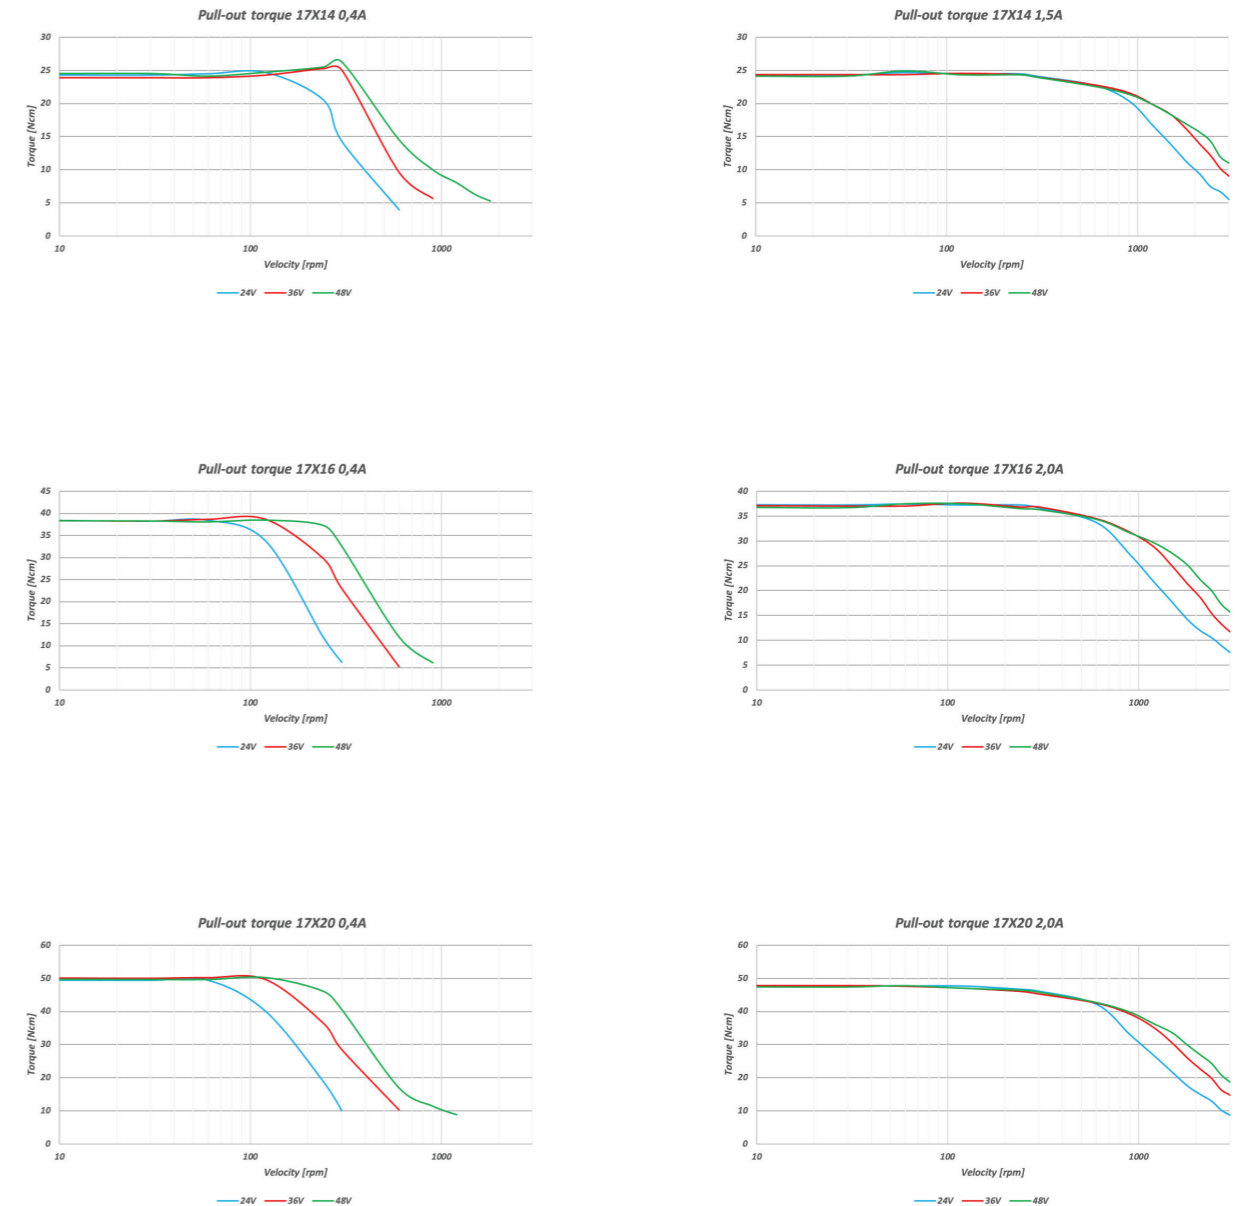 Pull-out torque 17X14 0,4A
30
25
20
15
10
5
0
Torque [Ncm]
10 100 1000
Velocity [rpm]
24V 36V 48V
Pull-out torque 17X14 1,5A
30
25
20
15
10
5
0
Torque [Ncm]
10 100 1000
Velocity [rpm]
24V 36V 48V
Pull-out torque 17X16 0,4A
45
40
35
30
25
20
15
10
5
0
Torque [Ncm]
10 100 1000
Velocity [rpm]
24V 36V 48V
Pull-out torque 17X16 2,0A
40
35
30
25
20
15
10
5
0
Torque [Ncm]
10 100 1000
Velocity [rpm]
24V 36V 48V
Pull-out torque 17X20 0,4A
60
50
40
30
20
10
0
Torque [Ncm]
10 100 1000
Velocity [rpm]
24V 36V 48V
Pull-out torque 17X20 2,0A
60
50
40
30
20
10
0
Torque [Ncm]
10 100 1000
Velocity [rpm]
24V 36V 48V